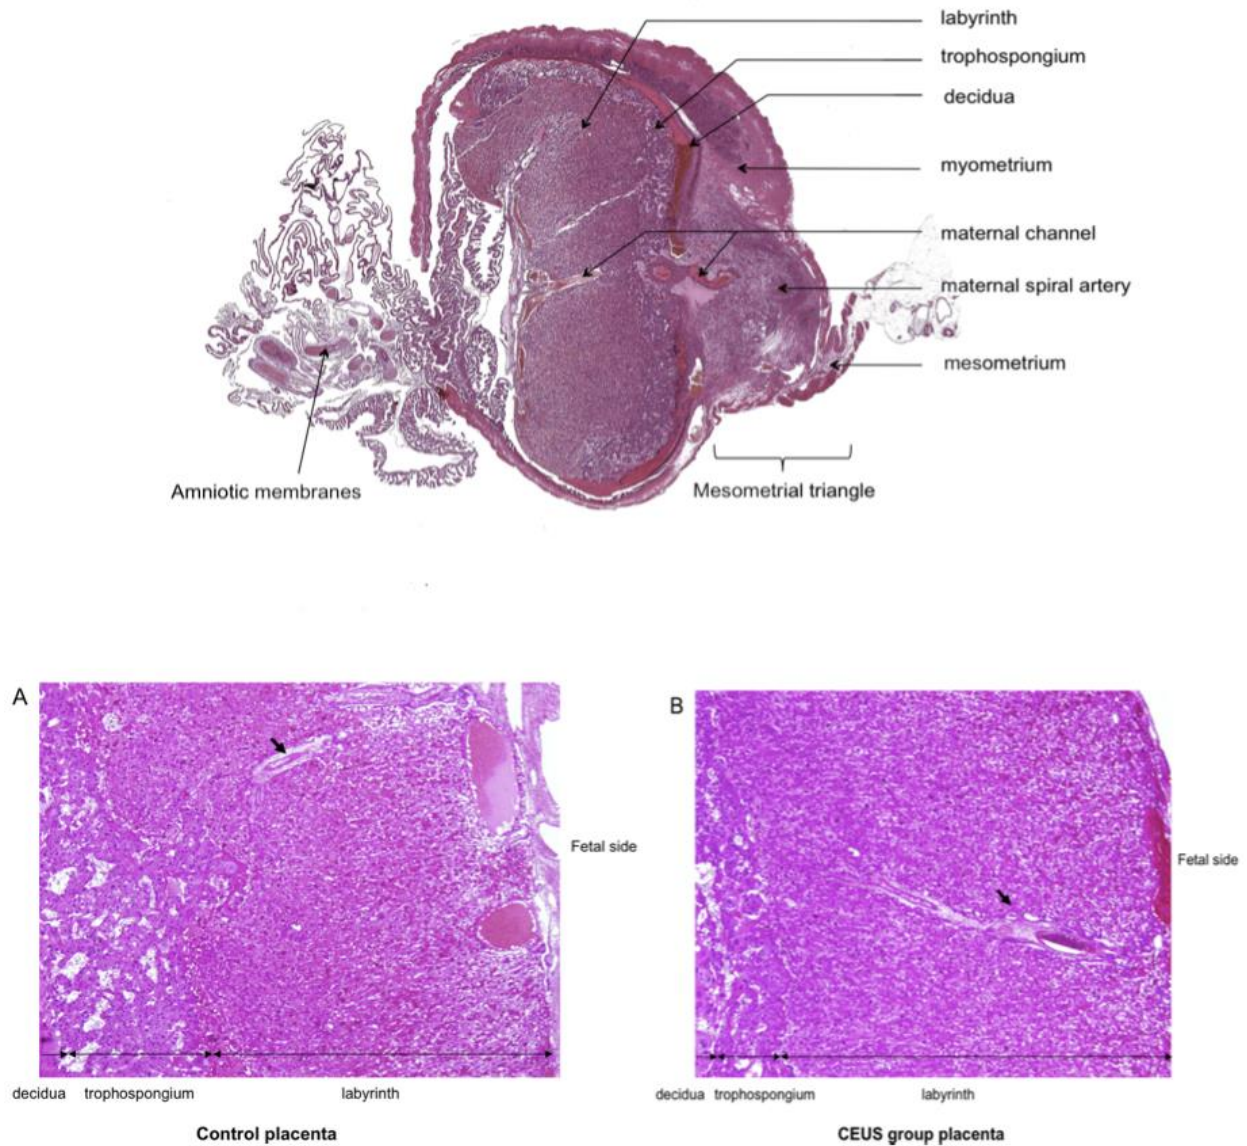 labyrinth
trophospongium
decidua
myometrium
maternal channel
maternal spiral artery
mesometrium
Amniotic membranes
Mesometrial triangle
A
Fetal side
decidua trophospongium labyrinth
Control placenta
B
Fetal side
decidua trophospongium labyrinth
CEUS group placenta